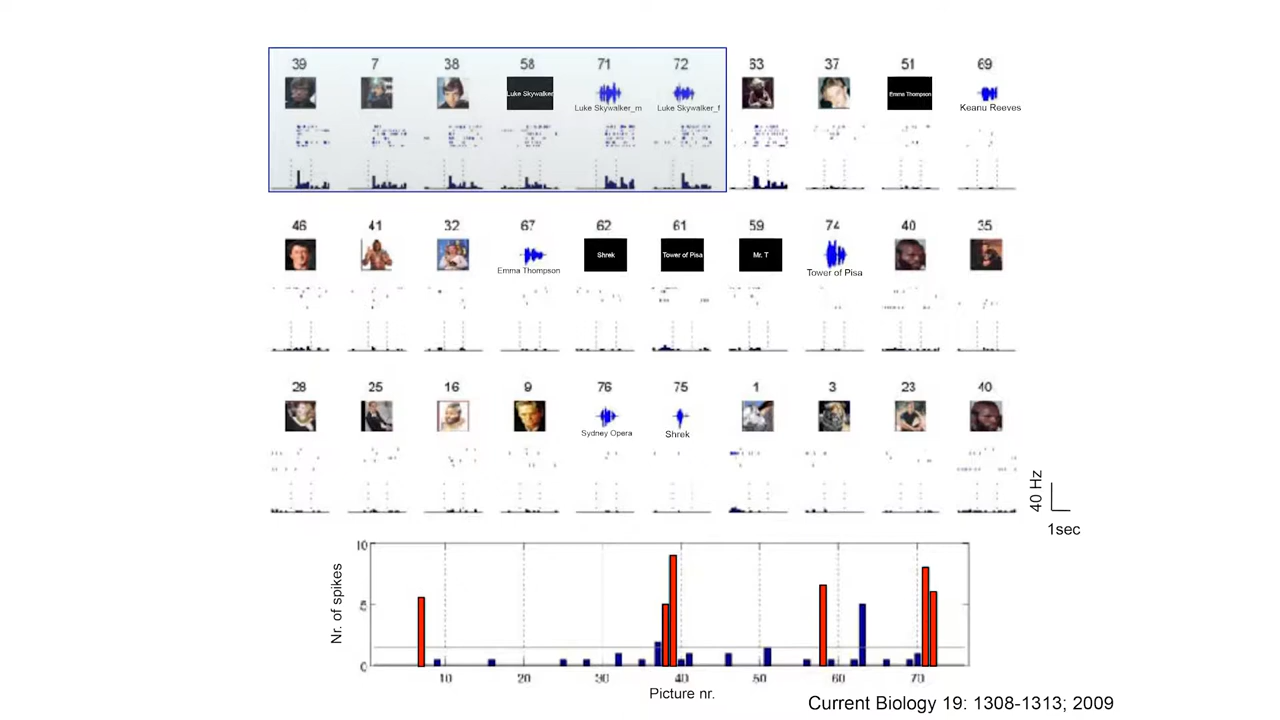 39 7 38 58 71 72 63 37 51 69
Luke Skywalker
Emma Thompson
Luke Skywalker_m Luke Skywalker_f Keanu Reeves
46 41 32 67 62 61 59 74 40 35
Shrek Tower of Pisa Mr. T
Emma Thompson Tower of Pisa
28 25 16 9 76 75 1 3 23 40
Sydney Opera Shrek
40 Hz
1sec
10
5
0
Nr. of spikes
10 20 30 40 50 60 70
Picture nr.
Current Biology 19: 1308-1313; 2009